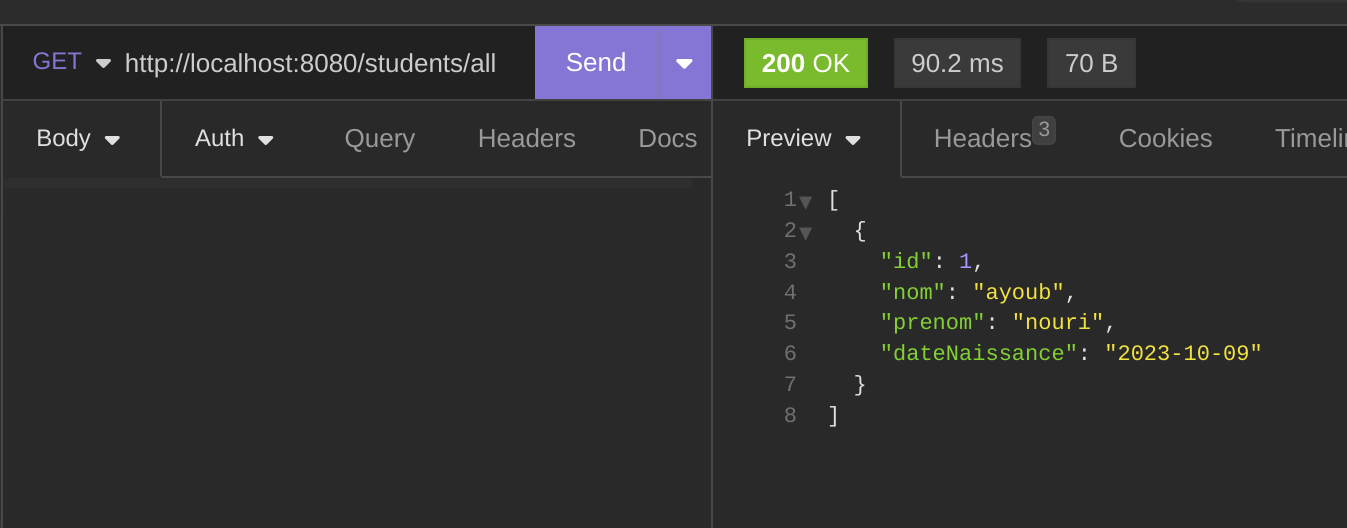 GET http://localhost:8080/students/all Send 200 OK 90.2 ms 70 B
Body Auth Query Headers Docs Preview Headers 3 Cookies Timelin
1 [
2 {
3 "id": 1,
4 "nom": "ayoub",
5 "prenom": "nouri",
6 "dateNaissance": "2023-10-09"
7 }
8 ]